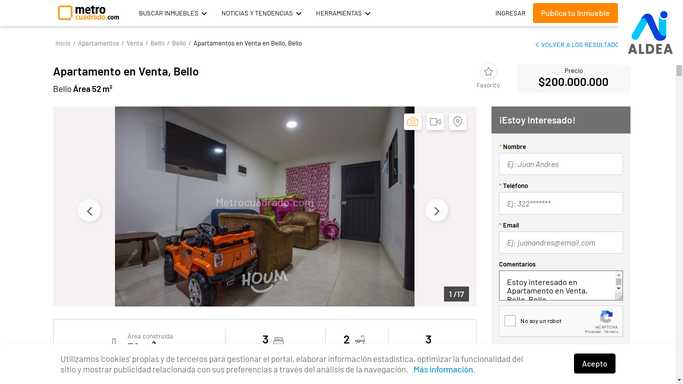 metro
cuadrado.com
BUSCAR INMUEBLES
NOTICIAS Y TENDENCIAS
HERRAMIENTAS
INGRESAR
Publica tu Inmueble
ALDEA
Inicio / Apartamentos / Venta / Bello / Bello / Apartamentos en Venta en Bello, Bello
< VOLVER A LOS RESULTADO
Apartamento en Venta, Bello
Bello Área 52 m²
Favorito
Precio
$200.000.000
¡Estoy Interesado!
* Nombre
Ej: Juan Andres
* Teléfono
Ej: 322*******
* Email
Ej: juanandres@email.com
Comentarios
Estoy interesado en
Apartamento en Venta,
Bello, Bello
No soy un robot
reCAPTCHA
Privacidad - Términos
Metrocuadrado.com
HOUM
1 /17
Área construida
3
2
3
Utilizamos 'cookies' propias y de terceros para gestionar el portal, elaborar información estadística, optimizar la funcionalidad del
sitio y mostrar publicidad relacionada con sus preferencias a través del análisis de la navegación. Más información.
Acepto